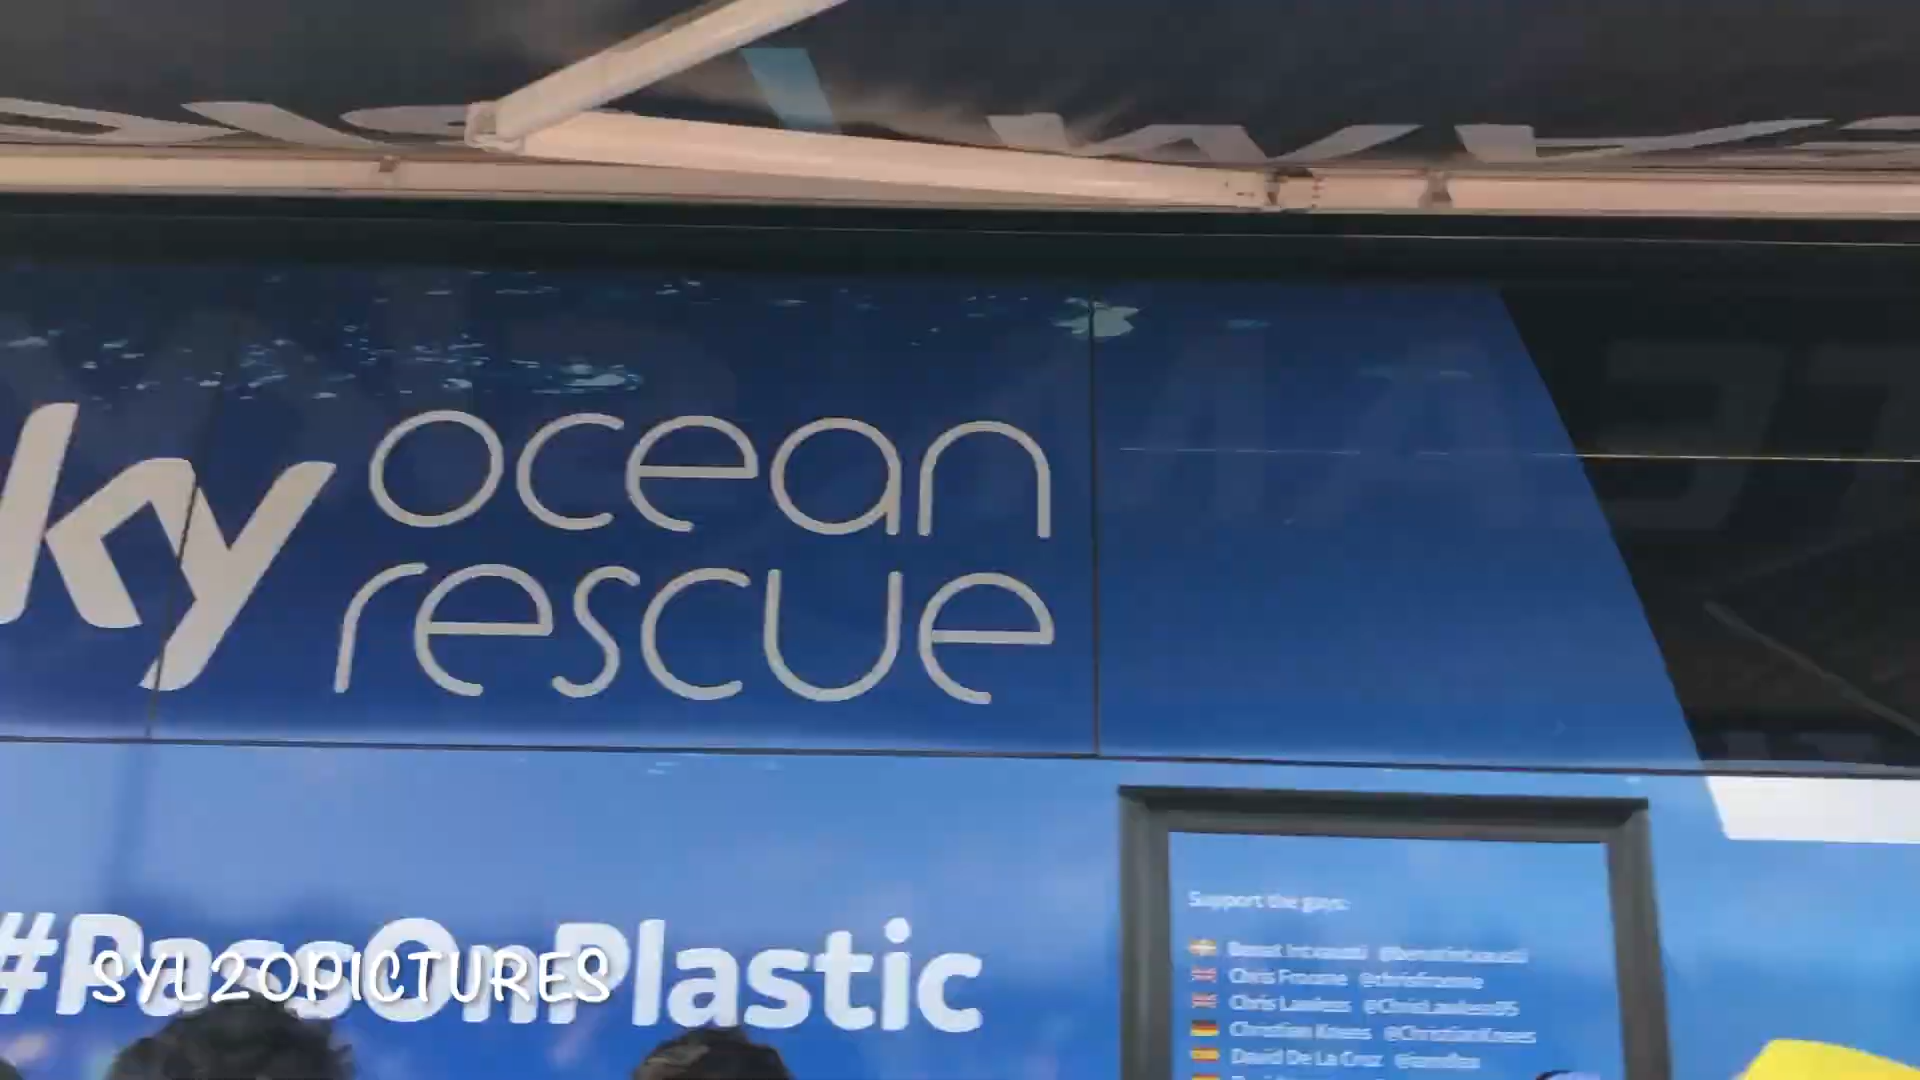 ky ocean
rescue
#PassOnPlastic
SYL20PICTURES
Support the guys:
Benat Intxausti @benatintxausti
Chris Froome @chrisfroome
Chris Lawless @ChrisLawless95
Christian Knees @ChristianKnees
David De La Cruz